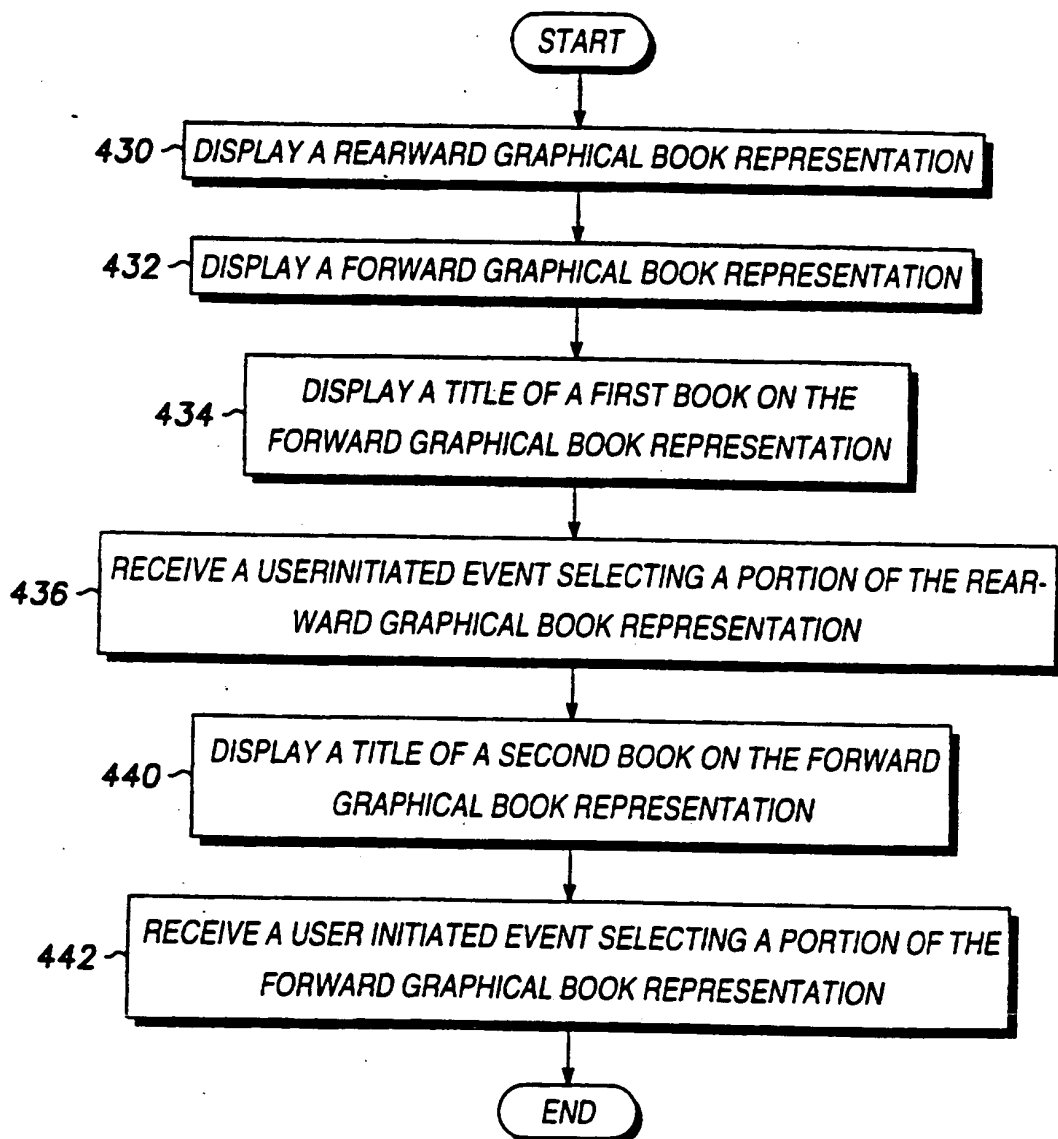 START
430 DISPLAY A REARWARD GRAPHICAL BOOK REPRESENTATION
432 DISPLAY A FORWARD GRAPHICAL BOOK REPRESENTATION
434 DISPLAY A TITLE OF A FIRST BOOK ON THE
FORWARD GRAPHICAL BOOK REPRESENTATION
436 RECEIVE A USERINITIATED EVENT SELECTING A PORTION OF THE REAR-
WARD GRAPHICAL BOOK REPRESENTATION
440 DISPLAY A TITLE OF A SECOND BOOK ON THE FORWARD
GRAPHICAL BOOK REPRESENTATION
442 RECEIVE A USER INITIATED EVENT SELECTING A PORTION OF THE
FORWARD GRAPHICAL BOOK REPRESENTATION
END